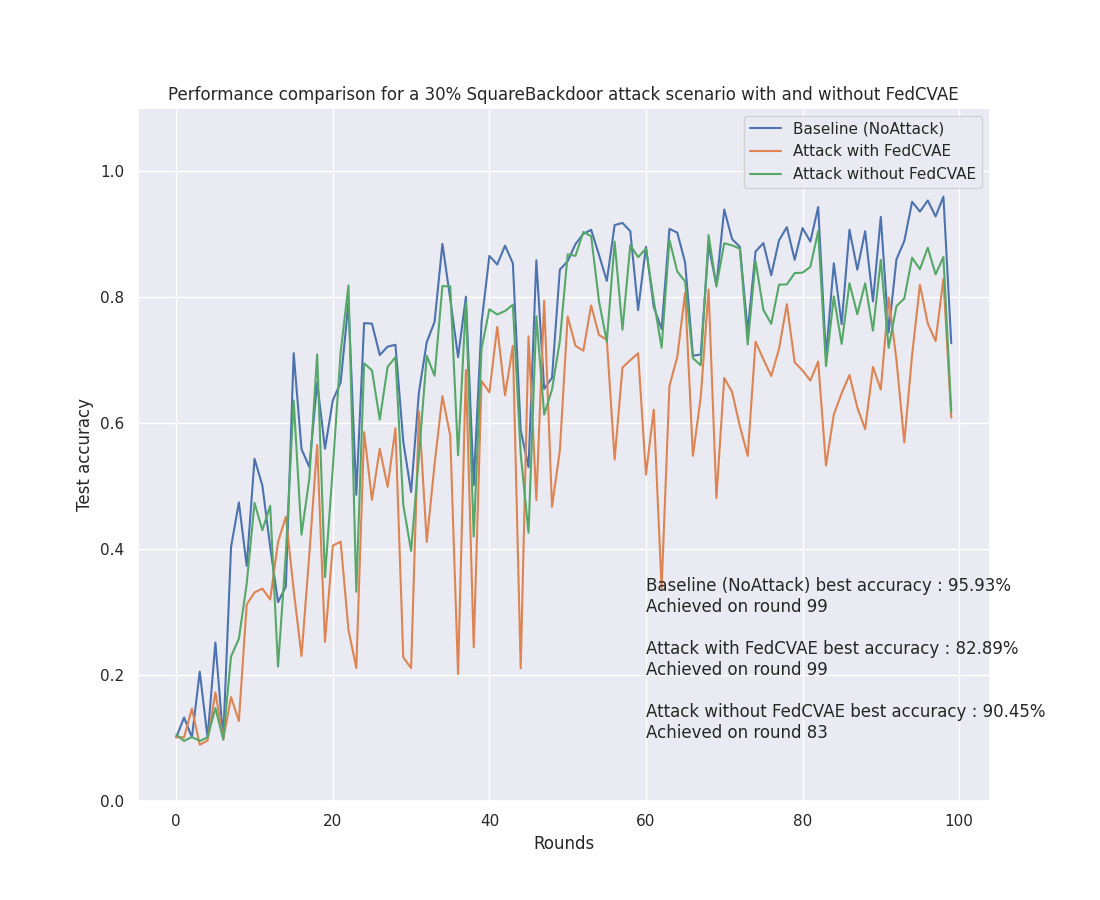 Performance comparison for a 30% SquareBackdoor attack scenario with and without FedCVAE
Baseline (NoAttack)
Attack with FedCVAE
Attack without FedCVAE
1.0
0.8
0.6
0.4
0.2
0.0
Test accuracy
Baseline (NoAttack) best accuracy : 95.93%
Achieved on round 99
Attack with FedCVAE best accuracy : 82.89%
Achieved on round 99
Attack without FedCVAE best accuracy : 90.45%
Achieved on round 83
0 20 40 60 80 100
Rounds